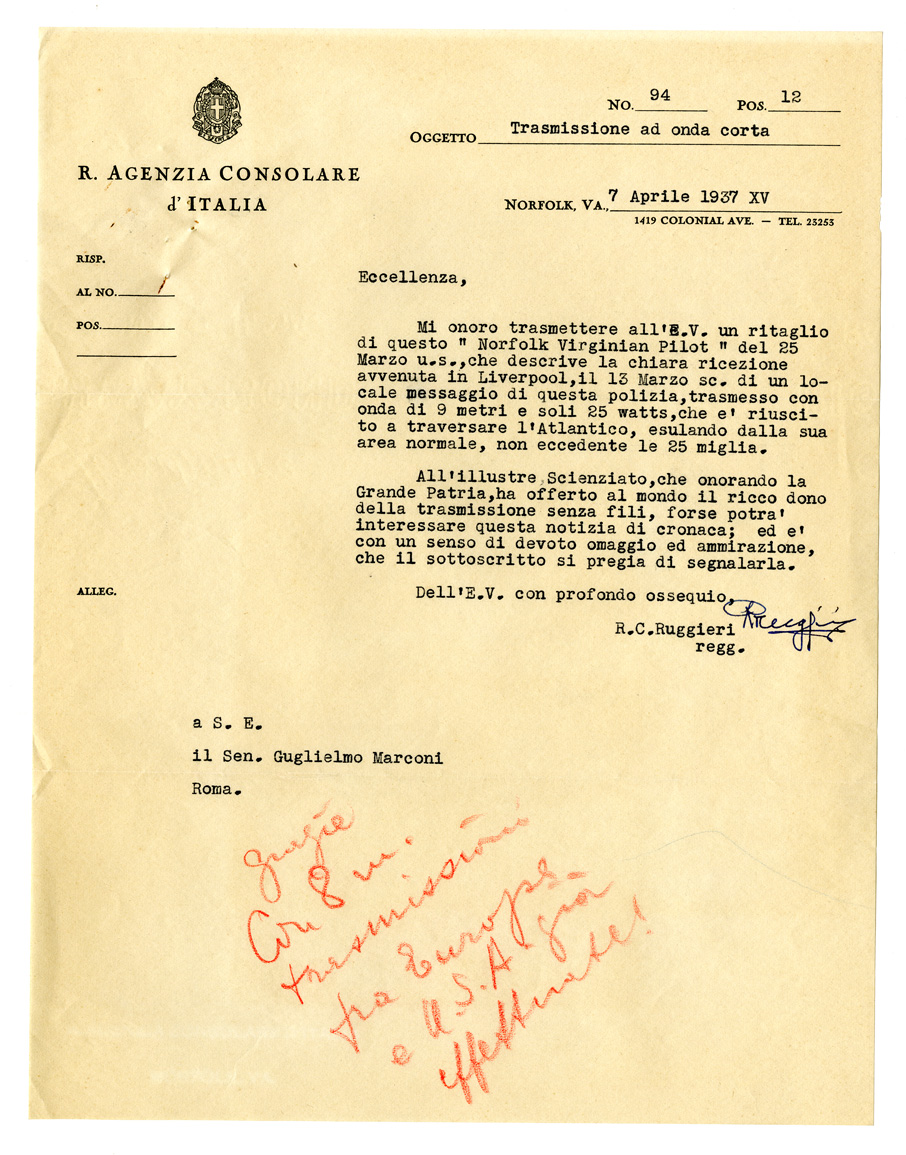 No. 94 Pos. 12
Oggetto Trasmissione ad onda corta
R. Agenzia Consolare
d'Italia
Norfolk, Va., 7 Aprile 1937 XV
1419 Colonial Ave. — Tel. 23253
Risp.
Al No.
Pos.
Eccellenza,
Mi onoro trasmettere all'E.V. un ritaglio
di questo " Norfolk Virginian Pilot " del 25
Marzo u.s.,che descrive la chiara ricezione
avvenuta in Liverpool,il 13 Marzo sc. di un lo-
cale messaggio di questa polizia,trasmesso con
onda di 9 metri e soli 25 watts,che e' riusci-
to a traversare l'Atlantico, esulando dalla sua
area normale, non eccedente le 25 miglia.
All'illustre Scienziato,che onorando la
Grande Patria,ha offerto al mondo il ricco dono
della trasmissione senza fili, forse potra'
interessare questa notizia di cronaca; ed e'
con un senso di devoto omaggio ed ammirazione,
che il sottoscritto si pregia di segnalarla.
Alleg.
Dell'E.V. con profondo ossequio,
R.C.Ruggieri
regg.
a S. E.
il Sen. Guglielmo Marconi
Roma.
grazie
Con 8 m.
trasmissioni
fra Europa
e U.S.A già
effettuate!